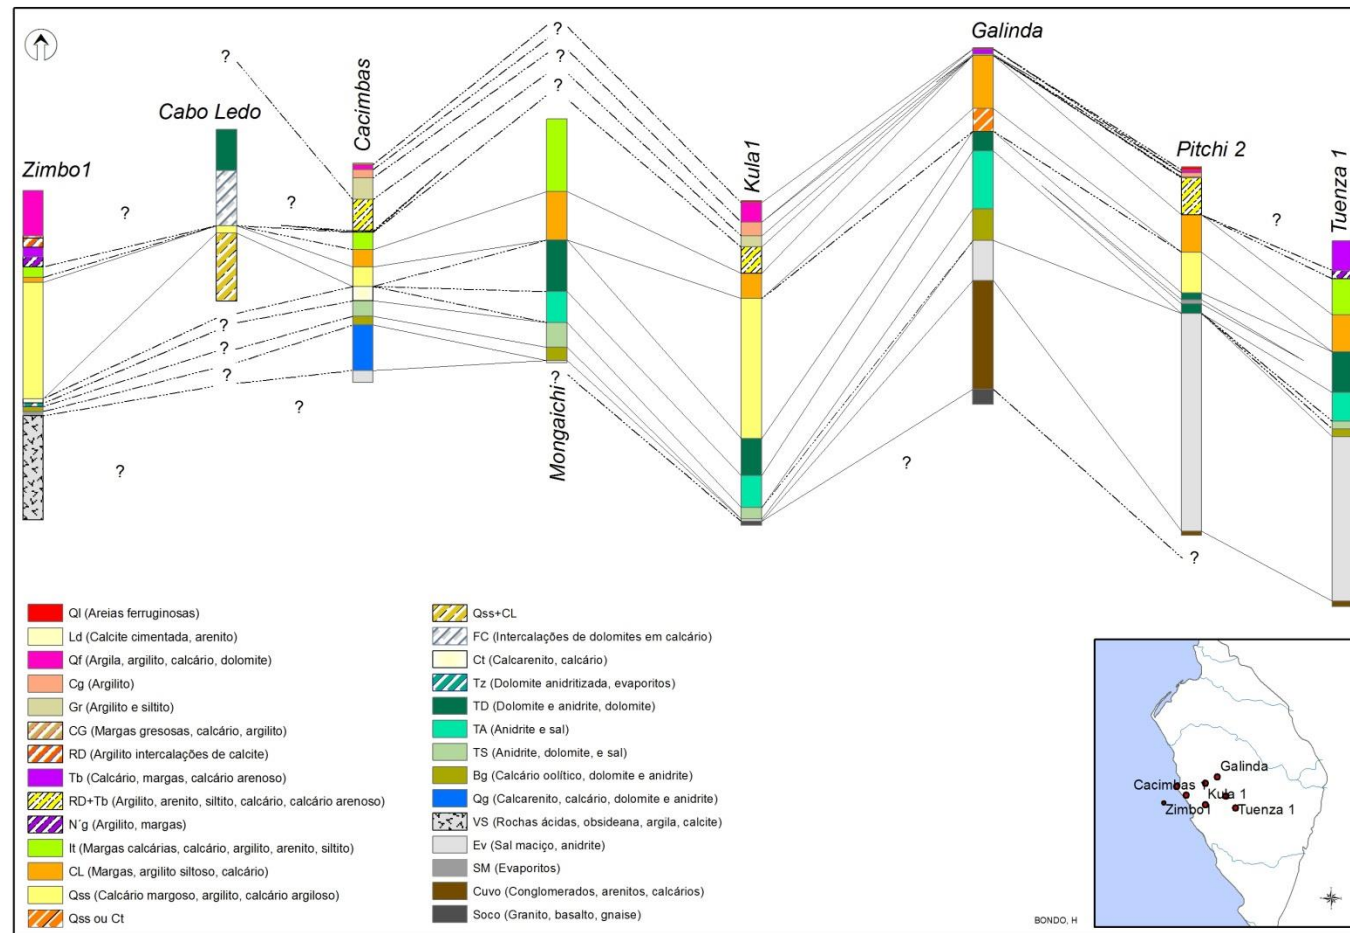 Galinda
?
?
?
?
Cabo Ledo
Cacimbas
Zimbo1
Kula1
Pitchi 2
Tuenza 1
?
?
?
?
?
?
?
?
?
?
Mongaichi
?
?
?
Ql (Areias ferruginosas)
Ld (Calcite cimentada, arenito)
Qf (Argila, argilito, calcário, dolomite)
Cg (Argilito)
Gr (Argilito e siltito)
CG (Margas gresosas, calcário, argilito)
RD (Argilito intercalações de calcite)
Tb (Calcário, margas, calcário arenoso)
RD+Tb (Argilito, arenito, siltito, calcário, calcário arenoso)
N´g (Argilito, margas)
It (Margas calcárias, calcário, argilito, arenito, siltito)
CL (Margas, argilito siltoso, calcário)
Qss (Calcário margoso, argilito, calcário argiloso)
Qss ou Ct
Qss+CL
FC (Intercalações de dolomites em calcário)
Ct (Calcarenito, calcário)
Tz (Dolomite anidritizada, evaporitos)
TD (Dolomite e anidrite, dolomite)
TA (Anidrite e sal)
TS (Anidrite, dolomite, e sal)
Bg (Calcário oolítico, dolomite e anidrite)
Qg (Calcarenito, calcário, dolomite e anidrite)
VS (Rochas ácidas, obsideana, argila, calcite)
Ev (Sal maciço, anidrite)
SM (Evaporitos)
Cuvo (Conglomerados, arenitos, calcários)
Soco (Granito, basalto, gnaise)
Galinda
Cacimbas 1
Kula 1
Zimbo1
Tuenza 1
BONDO, H